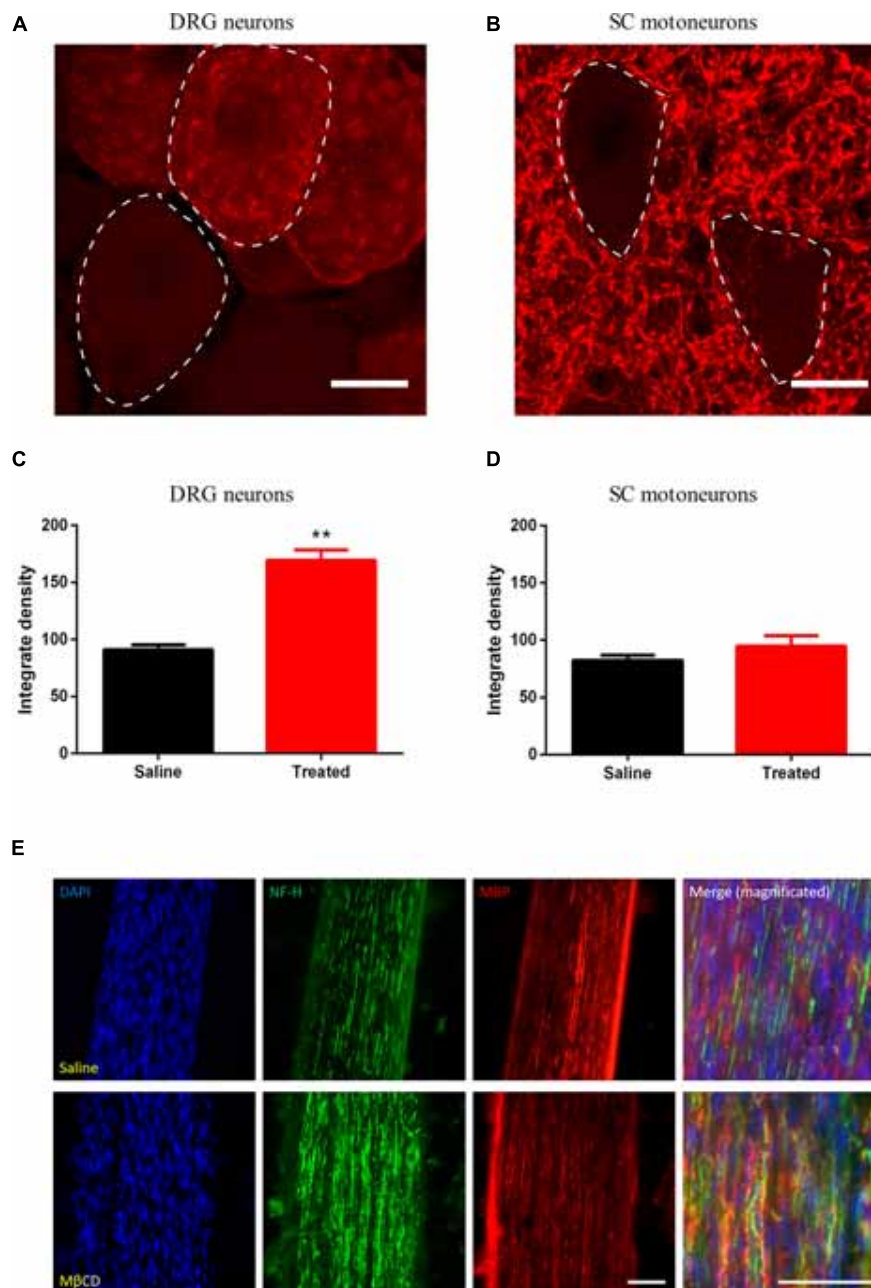 A
DRG neurons
B
SC motoneurons
C
DRG neurons
Integrate density
200
150
100
50
0
**
Saline
Treated
D
SC motoneurons
Integrate density
200
150
100
50
0
Saline
Treated
E
DAPI
NF-H
MBP
Merge (magnificated)
Saline
MβCD